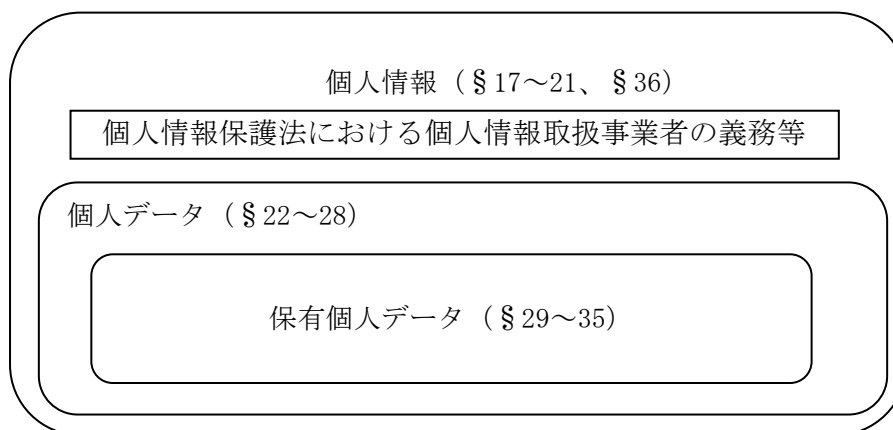 個人情報（§17～21、§36）
個人情報保護法における個人情報取扱事業者の義務等
個人データ（§22～28）
保有個人データ（§29～35）